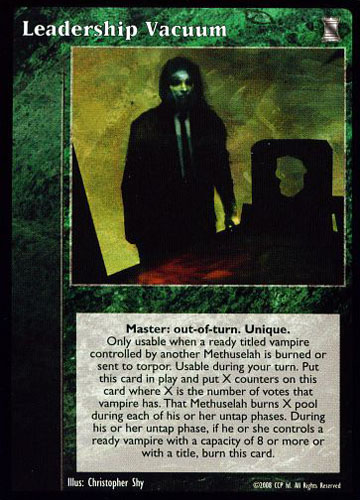 Leadership Vacuum
Master: out-of-turn. Unique.
Only usable when a ready titled vampire
controlled by another Methuselah is burned or
sent to torpor. Usable during your turn. Put
this card in play and put X counters on this
card where X is the number of votes that
vampire has. That Methuselah burns X pool
during each of his or her untap phases. During
his or her untap phase, if he or she controls a
ready vampire with a capacity of 8 or more or
with a title, burn this card.
Illus: Christopher Shy
©2008 CCP hf. All Rights Reserved